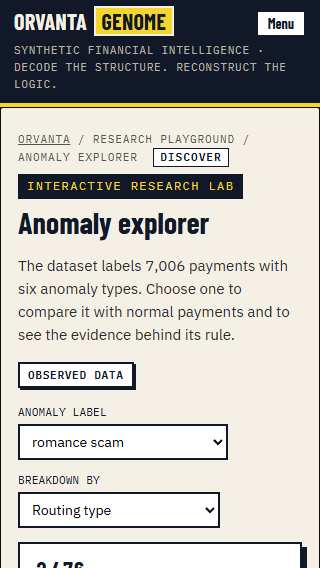 ORVANTA GENOME
Menu
SYNTHETIC FINANCIAL INTELLIGENCE ·
DECODE THE STRUCTURE. RECONSTRUCT THE
LOGIC.
ORVANTA / RESEARCH PLAYGROUND /
ANOMALY EXPLORER DISCOVER
INTERACTIVE RESEARCH LAB
Anomaly explorer
The dataset labels 7,006 payments with
six anomaly types. Choose one to
compare it with normal payments and to
see the evidence behind its rule.
OBSERVED DATA
ANOMALY LABEL
romance scam
BREAKDOWN BY
Routing type